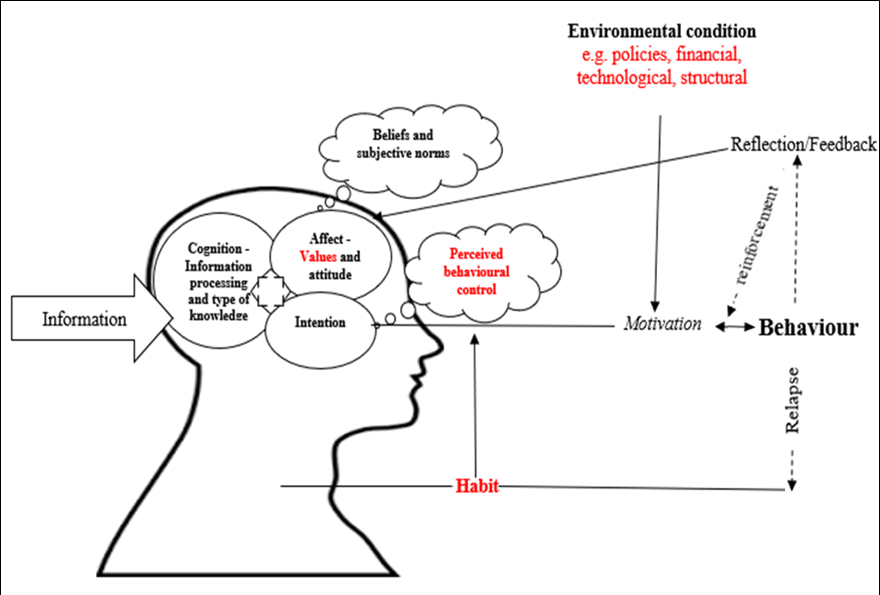 Environmental condition
e.g. policies, financial,
technological, structural
Beliefs and
subjective norms
Reflection/Feedback
Cognition -
Information
processing
and type of
knowledge
Affect -
Values and
attitude
Perceived
behavioural
control
reinforcement
Information
Intention
Motivation
Behaviour
Relapse
Habit